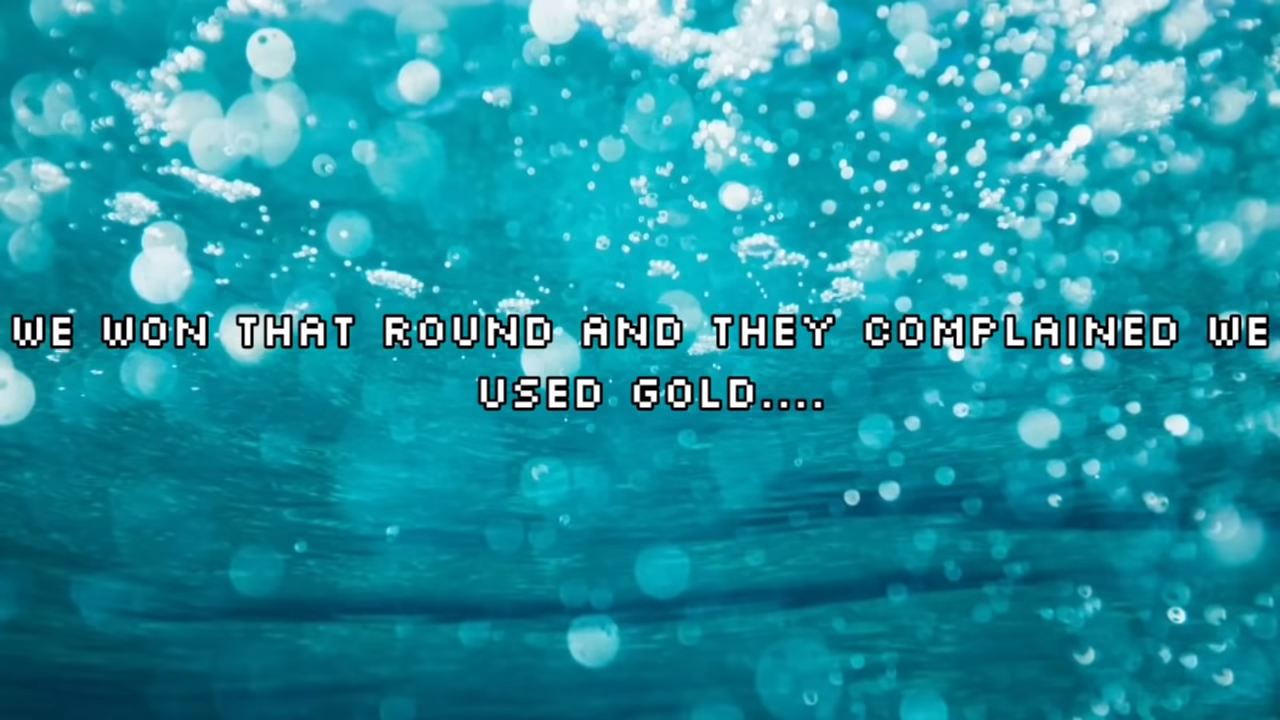 WE WON THAT ROUND AND THEY COMPLAINED WE
USED GOLD....